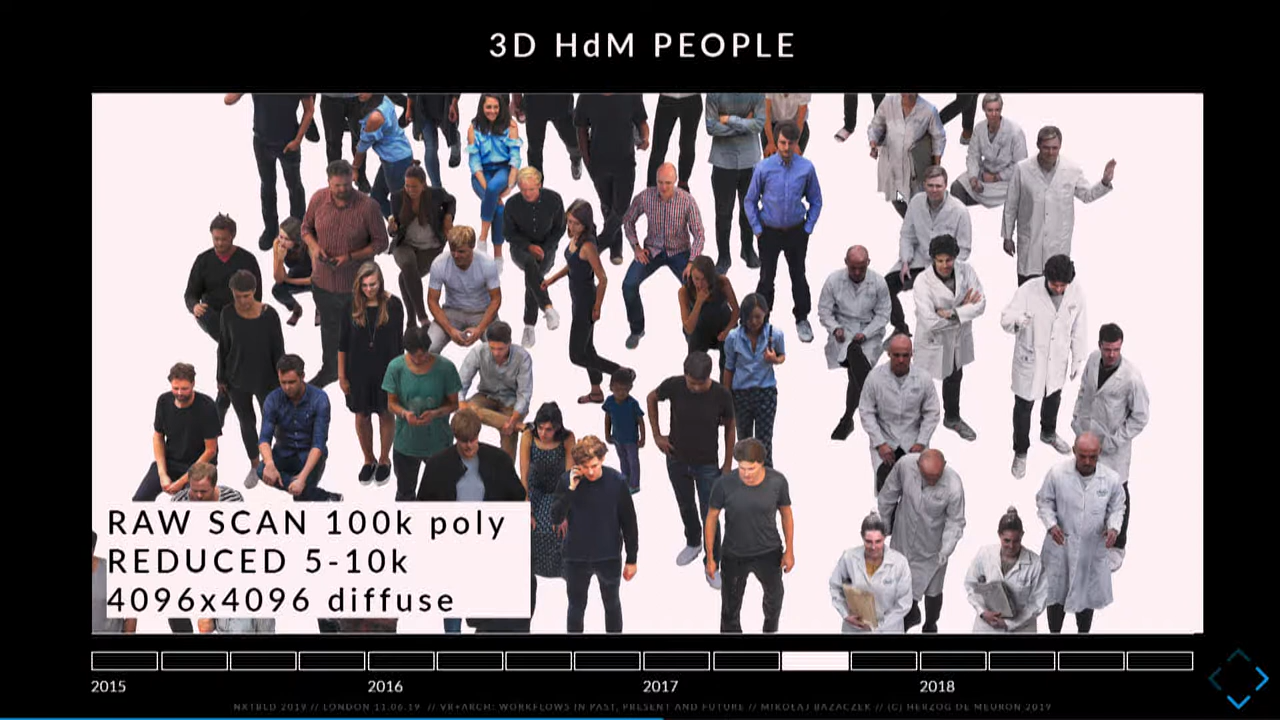 3D HdM PEOPLE
RAW SCAN 100k poly
REDUCED 5-10k
4096x4096 diffuse
2015 2016 2017 2018
NXTBLD 2019 // LONDON 11.06.19 // VR+ARCH: WORKFLOWS IN PAST, PRESENT AND FUTURE // MIKOŁAJ BAZACZEK // (C) HERZOG DE MEURON 2019